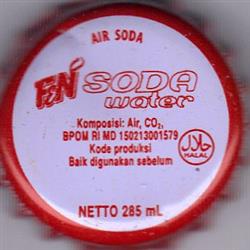 AIR SODA
F&N SODA
water
Komposisi: Air, CO₂,
BPOM RI MD 150213001579
Kode produksi
Baik digunakan sebelum
حلال
HALAL
NETTO 285 mL